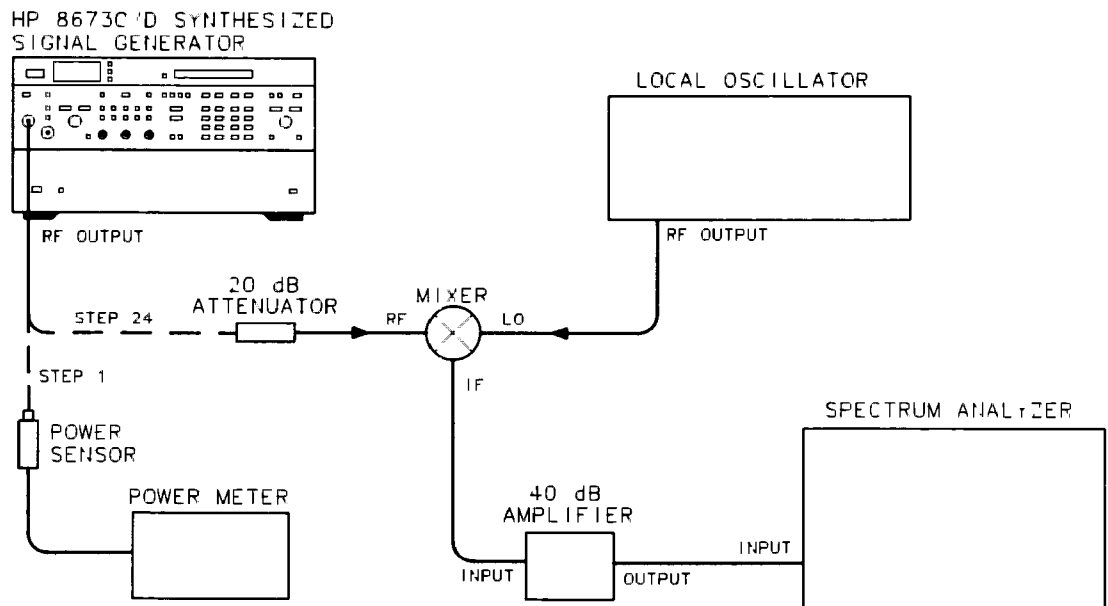 HP 8673C/D SYNTHESIZED
SIGNAL GENERATOR
LOCAL OSCILLATOR
RF OUTPUT
RF OUTPUT
20 dB
ATTENUATOR
MIXER
STEP 24
RF
LO
STEP 1
IF
SPECTRUM ANALYZER
POWER
SENSOR
POWER METER
40 dB
AMPLIFIER
INPUT
INPUT
OUTPUT